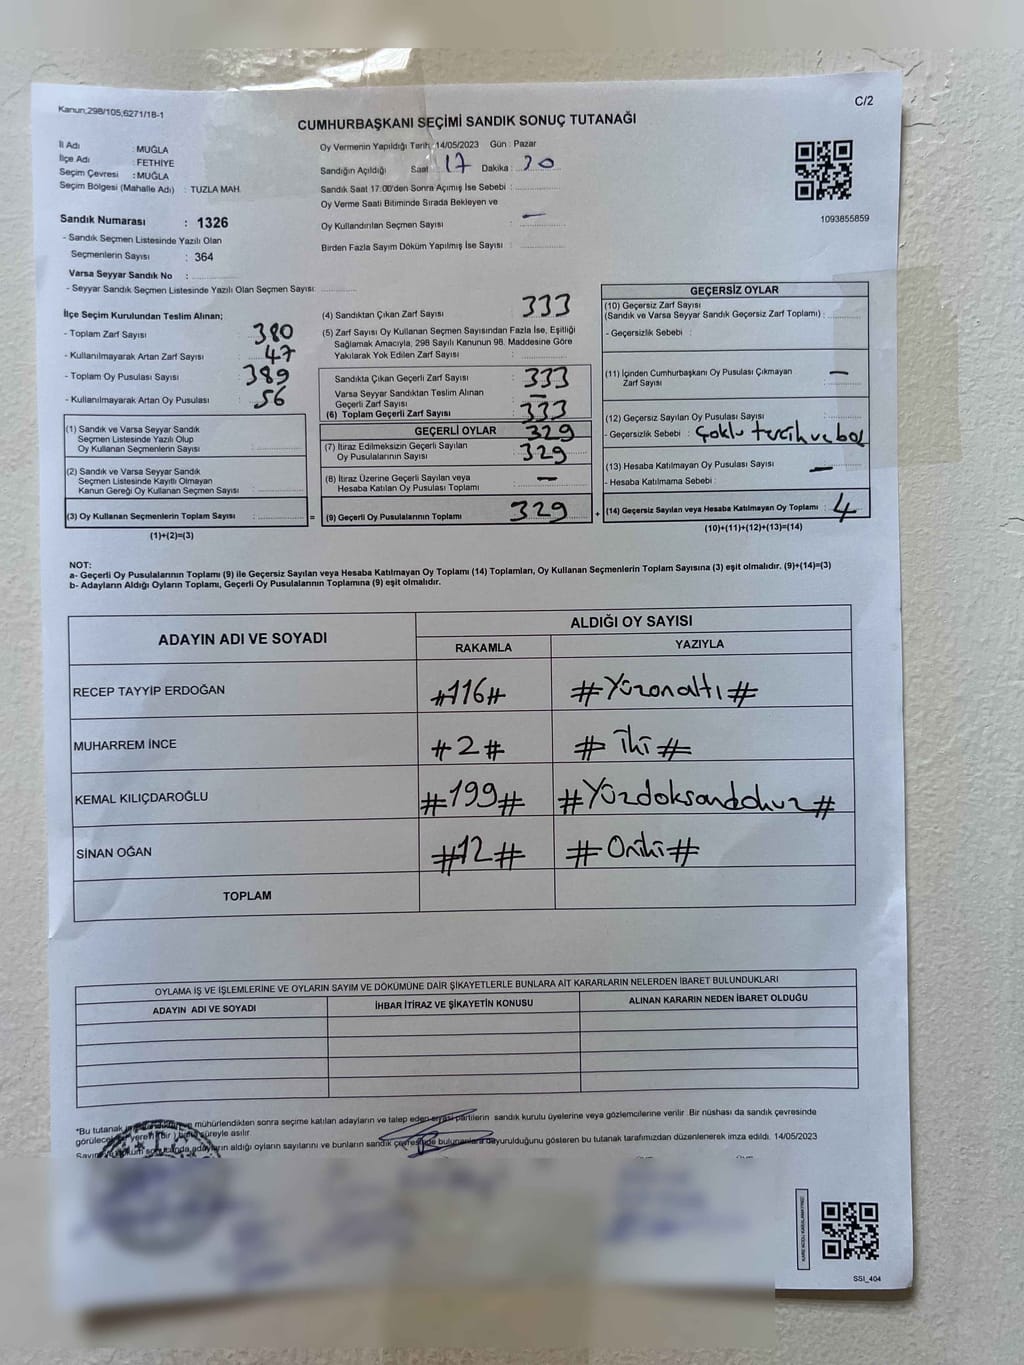 Kanun;298/105;6271/18-1
C/2
CUMHURBAŞKANI SEÇİMİ SANDIK SONUÇ TUTANAĞI
İl Adı : MUĞLA
İlçe Adı : FETHİYE
Seçim Çevresi : MUĞLA
Seçim Bölgesi (Mahalle Adı) : TUZLA MAH.
Oy Vermenin Yapıldığı Tarih :14/05/2023 Gün : Pazar
Sandığın Açıldığı Saat : 17 Dakika : 30
Sandık Saat 17:00'den Sonra Açımış İse Sebebi :
Oy Verme Saati Bitiminde Sırada Bekleyen ve
Oy Kullandırılan Seçmen Sayısı : -
Birden Fazla Sayım Döküm Yapılmış İse Sayısı :
1093855859
Sandık Numarası : 1326
- Sandık Seçmen Listesinde Yazılı Olan
Seçmenlerin Sayısı : 364
Varsa Seyyar Sandık No :
- Seyyar Sandık Seçmen Listesinde Yazılı Olan Seçmen Sayısı:
İlçe Seçim Kurulundan Teslim Alınan;
- Toplam Zarf Sayısı : 380
- Kullanılmayarak Artan Zarf Sayısı : 47
- Toplam Oy Pusulası Sayısı : 389
- Kullanılmayarak Artan Oy Pusulası : 56
(1) Sandık ve Varsa Seyyar Sandık
Seçmen Listesinde Yazılı Olup
Oy Kullanan Seçmenlerin Sayısı :
(2) Sandık ve Varsa Seyyar Sandık
Seçmen Listesinde Kayıtlı Olmayan
Kanun Gereği Oy Kullanan Seçmen Sayısı :
(3) Oy Kullanan Seçmenlerin Toplam Sayısı :
=
(1)+(2)=(3)
(4) Sandıktan Çıkan Zarf Sayısı : 333
(5) Zarf Sayısı Oy Kullanan Seçmen Sayısından Fazla İse, Eşitliği
Sağlamak Amacıyla, 298 Sayılı Kanunun 98. Maddesine Göre
Yakılarak Yok Edilen Zarf Sayısı :
Sandıkta Çıkan Geçerli Zarf Sayısı : 333
Varsa Seyyar Sandıktan Teslim Alınan
Geçerli Zarf Sayısı : -
(6) Toplam Geçerli Zarf Sayısı : 333
GEÇERLİ OYLAR 329
(7) İtiraz Edilmeksizin Geçerli Sayılan
Oy Pusulalarının Sayısı : 329
(8) İtiraz Üzerine Geçerli Sayılan veya
Hesaba Katılan Oy Pusulası Toplamı : -
(9) Geçerli Oy Pusulalarının Toplamı : 329
+
GEÇERSİZ OYLAR
(10) Geçersiz Zarf Sayısı
(Sandık ve Varsa Seyyar Sandık Geçersiz Zarf Toplamı) :
- Geçersizlik Sebebi :
(11) İçinden Cumhurbaşkanı Oy Pusulası Çıkmayan
Zarf Sayısı : -
(12) Geçersiz Sayılan Oy Pusulası Sayısı :
- Geçersizlik Sebebi : Çoklu tercih ve boş
(13) Hesaba Katılmayan Oy Pusulası Sayısı : -
- Hesaba Katılmama Sebebi :
(14) Geçersiz Sayılan veya Hesaba Katılmayan Oy Toplamı : 4
(10)+(11)+(12)+(13)=(14)
NOT:
a- Geçerli Oy Pusulalarının Toplamı (9) ile Geçersiz Sayılan veya Hesaba Katılmayan Oy Toplamı (14) Toplamları, Oy Kullanan Seçmenlerin Toplam Sayısına (3) eşit olmalıdır. (9)+(14)=(3)
b- Adayların Aldığı Oyların Toplamı, Geçerli Oy Pusulalarının Toplamına (9) eşit olmalıdır.
ADAYIN ADI VE SOYADI
ALDIĞI OY SAYISI
RAKAMLA YAZIYLA
RECEP TAYYİP ERDOĞAN #116# #Yüzonaltı#
MUHARREM İNCE #2# #İki#
KEMAL KILIÇDAROĞLU #199# #Yüzdoksandokuz#
SİNAN OĞAN #12# #Oniki#
TOPLAM
OYLAMA İŞ VE İŞLEMLERİNE VE OYLARIN SAYIM VE DÖKÜMÜNE DAİR ŞİKAYETLERLE BUNLARA AİT KARARLARIN NELERDEN İBARET BULUNDUKLARI
ADAYIN ADI VE SOYADI İHBAR İTİRAZ VE ŞİKAYETİN KONUSU ALINAN KARARIN NEDEN İBARET OLDUĞU
*Bu tutanak mühürlendikten sonra seçime katılan adayların ve talep eden siyasi partilerin sandık kurulu üyelerine veya gözlemcilerine verilir. Bir nüshası da sandık çevresinde
süreyle asılır.
adayların aldığı oyların sayılarını ve bunların sandık çevresinde bulunanlara duyurulduğunu gösteren bu tutanak tarafımızdan düzenlenerek imza edildi. 14/05/2023
SSI_404